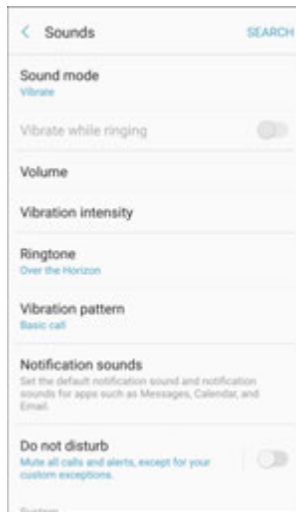 Sounds SEARCH
Sound mode
Vibrate
Vibrate while ringing
Volume
Vibration intensity
Ringtone
Over the Horizon
Vibration pattern
Basic call
Notification sounds
Set the default notification sound and notification
sounds for apps such as Messages, Calendar, and
Email.
Do not disturb
Mute all calls and alerts, except for your
custom exceptions.
System